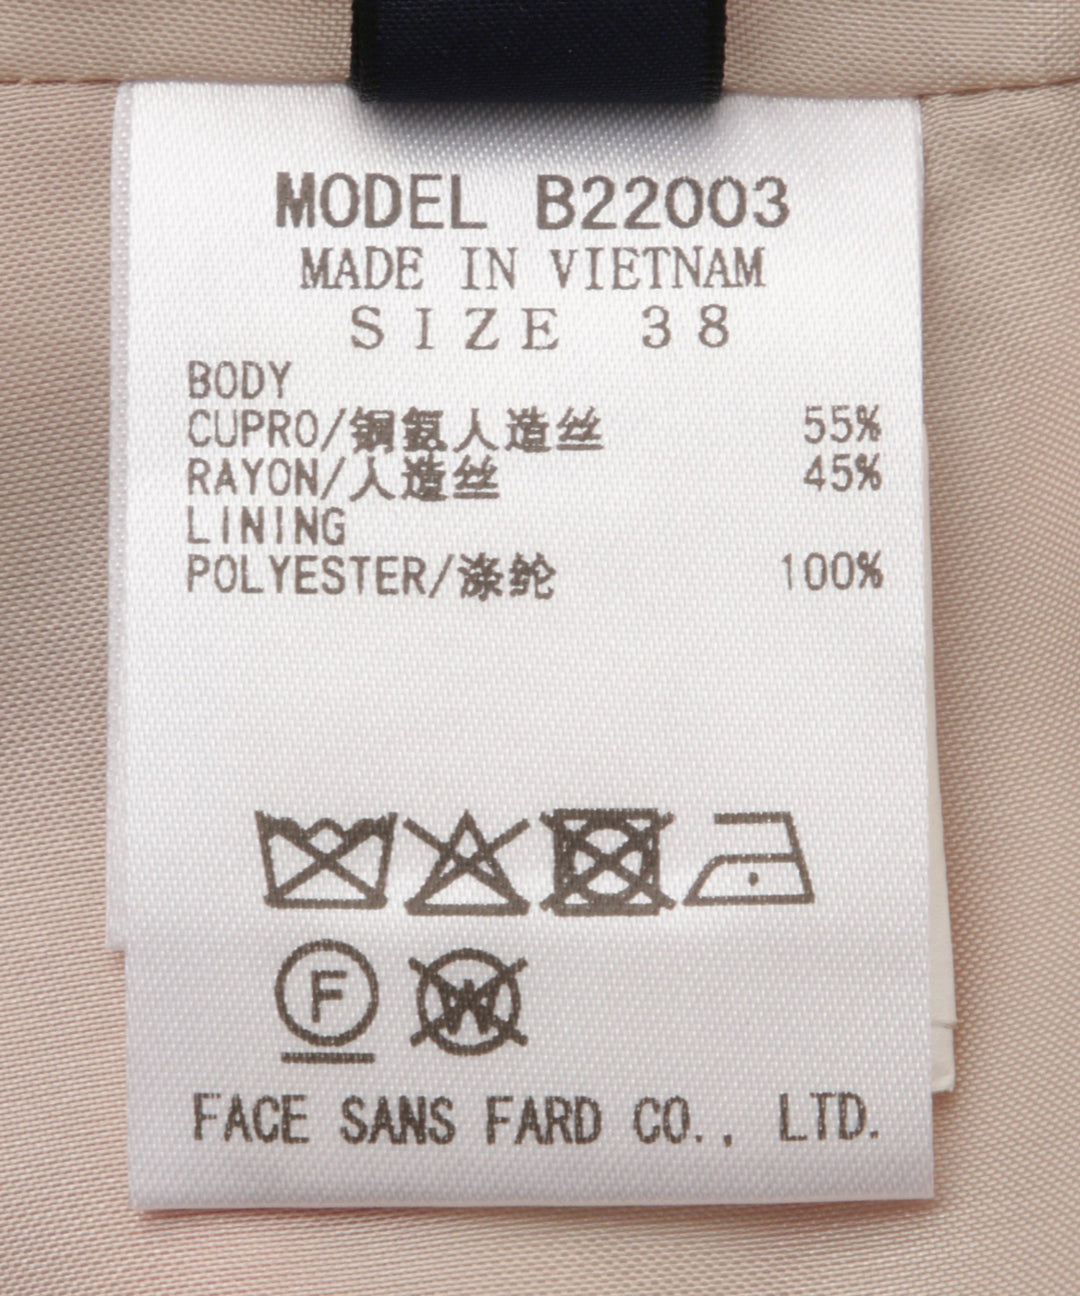 MODEL B22003
MADE IN VIETNAM
SIZE 38
BODY
CUPRO/铜氨人造丝 55%
RAYON/人造丝 45%
LINING
POLYESTER/涤纶 100%
F W
FACE SANS FARD CO., LTD.